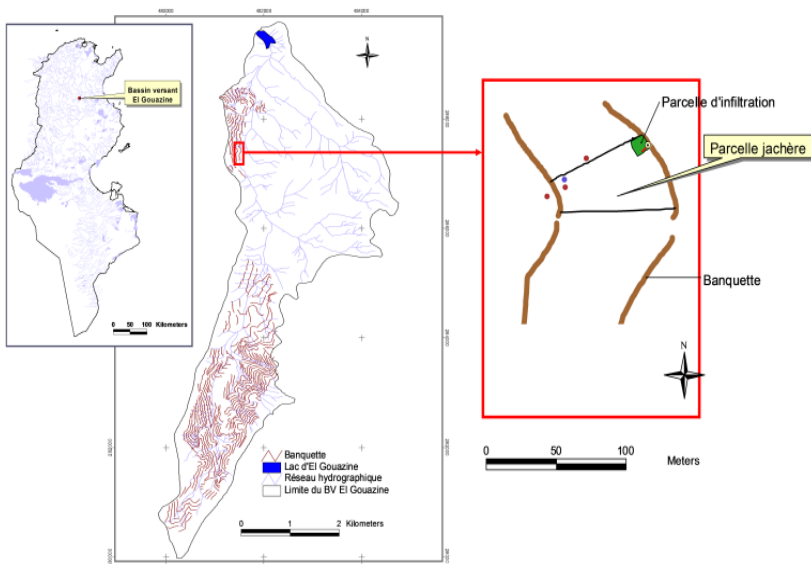 Bassin versant
El Gouazine
0 50 100 Kilometers
N
Banquette
Lac d'El Gouazine
Réseau hydrographique
Limite du BV El Gouazine
0 1 2 Kilometers
Parcelle d'infiltration
Parcelle jachère
Banquette
N
0 50 100
Meters